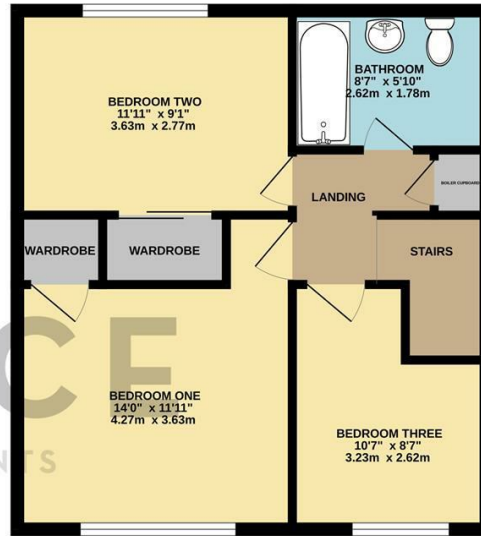 BEDROOM TWO
11'11" x 9'1"
3.63m x 2.77m
BATHROOM
8'7" x 5'10"
2.62m x 1.78m
LANDING
BOILER CUPBOARD
WARDROBE
WARDROBE
STAIRS
BEDROOM ONE
14'0" x 11'11"
4.27m x 3.63m
BEDROOM THREE
10'7" x 8'7"
3.23m x 2.62m
CE
NTS